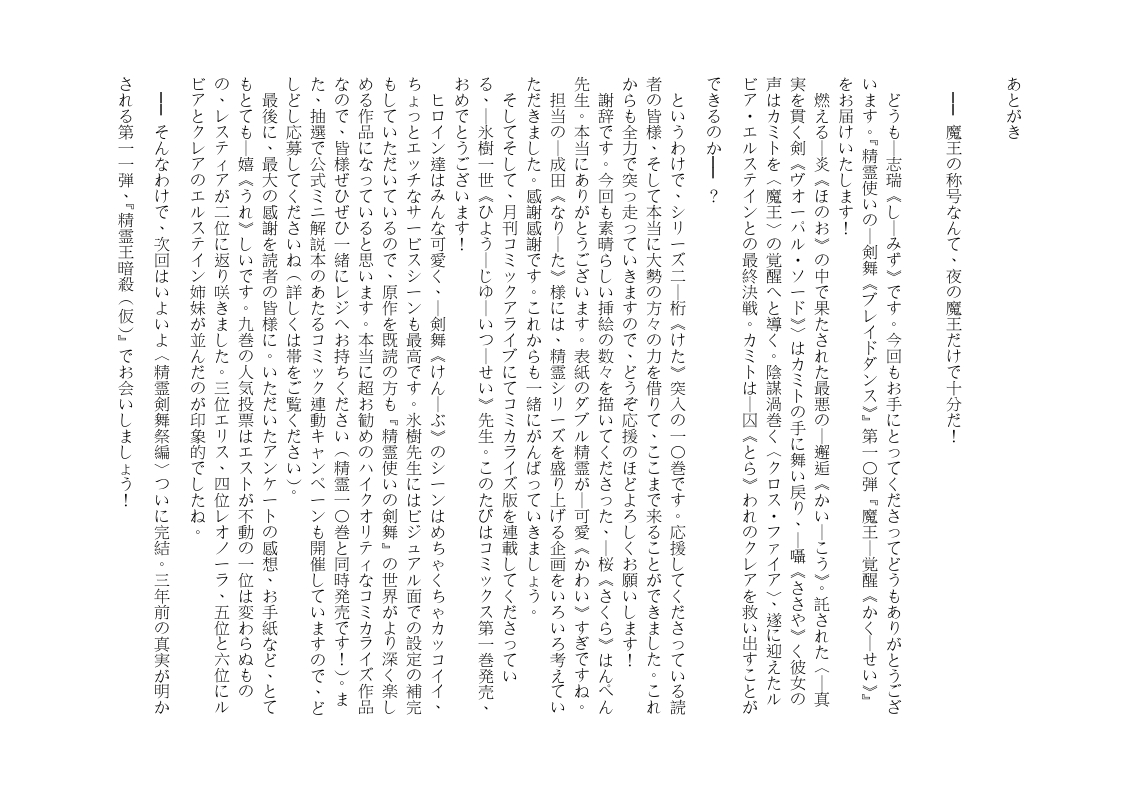 あとがき
━━ 魔王の称号なんて、夜の魔王だけで十分だ！
どうも―志瑞《し―みず》です。今回もお手にとってくださってどうもありがとうござ
います。『精霊使いの―剣舞《ブレイドダンス》』第一〇弾『魔王―覚醒《かく―せい》』
をお届けいたします！
燃える―炎《ほのお》の中で果たされた最悪の―邂逅《かい―こう》。託された〈―真
実を貫く剣《ヴォーパル・ソード》〉はカミトの手に舞い戻り、―囁《ささや》く彼女の
声はカミトを〈魔王〉の覚醒へと導く。陰謀渦巻く〈クロス・ファイア〉、遂に迎えたル
ビア・エルステインとの最終決戦。カミトは―囚《とら》われのクレアを救い出すことが
できるのか━━？
というわけで、シリーズ二―桁《けた》突入の一〇巻です。応援してくださっている読
者の皆様、そして本当に大勢の方々の力を借りて、ここまで来ることができました。これ
からも全力で突っ走っていきますので、どうぞ応援のほどよろしくお願いします！
謝辞です。今回も素晴らしい挿絵の数々を描いてくださった、―桜《さくら》はんぺん
先生。本当にありがとうございます。表紙のダブル精霊が―可愛《かわい》すぎですね。
担当の―成田《なり―た》様には、精霊シリーズを盛り上げる企画をいろいろ考えてい
ただきました。感謝感謝です。これからも一緒にがんばっていきましょう。
そしてそして、月刊コミックアライブにてコミカライズ版を連載してくださってい
る、―氷樹一世《ひよう―じゆ―いつ―せい》先生。このたびはコミックス第一巻発売、
おめでとうございます！
ヒロイン達はみんな可愛く、―剣舞《けん―ぶ》のシーンはめちゃくちゃカッコイイ、
ちょっとエッチなサービスシーンも最高です。氷樹先生にはビジュアル面での設定の補完
もしていただいているので、原作を既読の方も『精霊使いの剣舞』の世界がより深く楽し
める作品になっていると思います。本当に超お勧めのハイクオリティなコミカライズ作品
なので、皆様ぜひぜひ一緒にレジへお持ちください（精霊一〇巻と同時発売です！）。ま
た、抽選で公式ミニ解説本のあたるコミック連動キャンペーンも開催していますので、ど
しどし応募してくださいね（詳しくは帯をご覧ください）。
最後に、最大の感謝を読者の皆様に。いただいたアンケートの感想、お手紙など、とて
もとても―嬉《うれ》しいです。九巻の人気投票はエストが不動の一位は変わらぬもの
の、レスティアが二位に返り咲きました。三位エリス、四位レオノーラ、五位と六位にル
ビアとクレアのエルステイン姉妹が並んだのが印象的でしたね。
━━ そんなわけで、次回はいよいよ〈精霊剣舞祭編〉ついに完結。三年前の真実が明か
される第一一弾、『精霊王暗殺（仮）』でお会いしましょう！